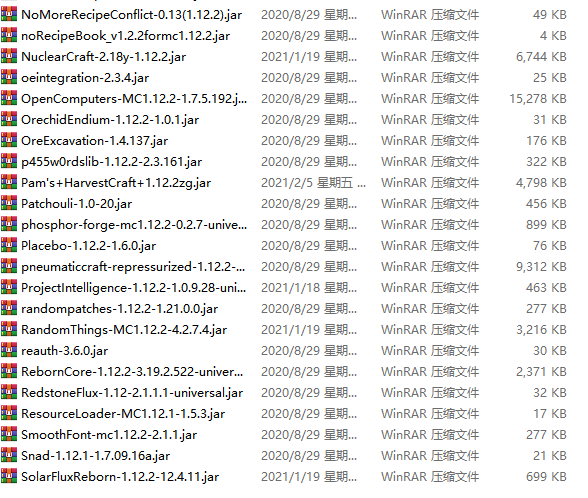 NoMoreRecipeConflict-0.13(1.12.2).jar 2020/8/29 星期... WinRAR 压缩文件 49 KB
noRecipeBook_v1.2.2formc1.12.2.jar 2020/8/29 星期... WinRAR 压缩文件 4 KB
NuclearCraft-2.18y-1.12.2.jar 2021/1/19 星期... WinRAR 压缩文件 6,744 KB
oeintegration-2.3.4.jar 2020/8/29 星期... WinRAR 压缩文件 25 KB
OpenComputers-MC1.12.2-1.7.5.192.j... 2020/8/29 星期... WinRAR 压缩文件 15,278 KB
OrechidEndium-1.12.2-1.0.1.jar 2020/8/29 星期... WinRAR 压缩文件 31 KB
OreExcavation-1.4.137.jar 2020/8/29 星期... WinRAR 压缩文件 176 KB
p455w0rdslib-1.12.2-2.3.161.jar 2020/8/29 星期... WinRAR 压缩文件 322 KB
Pam's+HarvestCraft+1.12.2zg.jar 2021/2/5 星期五 ... WinRAR 压缩文件 4,798 KB
Patchouli-1.0-20.jar 2020/8/29 星期... WinRAR 压缩文件 456 KB
phosphor-forge-mc1.12.2-0.2.7-unive... 2020/8/29 星期... WinRAR 压缩文件 899 KB
Placebo-1.12.2-1.6.0.jar 2020/8/29 星期... WinRAR 压缩文件 76 KB
pneumaticcraft-repressurized-1.12.2-... 2020/8/29 星期... WinRAR 压缩文件 9,312 KB
ProjectIntelligence-1.12.2-1.0.9.28-uni... 2021/1/18 星期... WinRAR 压缩文件 463 KB
randompatches-1.12.2-1.21.0.0.jar 2020/8/29 星期... WinRAR 压缩文件 277 KB
RandomThings-MC1.12.2-4.2.7.4.jar 2021/1/19 星期... WinRAR 压缩文件 3,216 KB
reauth-3.6.0.jar 2020/8/29 星期... WinRAR 压缩文件 30 KB
RebornCore-1.12.2-3.19.2.522-univer... 2020/8/29 星期... WinRAR 压缩文件 2,371 KB
RedstoneFlux-1.12-2.1.1.1-universal.jar 2020/8/29 星期... WinRAR 压缩文件 32 KB
ResourceLoader-MC1.12.1-1.5.3.jar 2020/8/29 星期... WinRAR 压缩文件 17 KB
SmoothFont-mc1.12.2-2.1.1.jar 2020/8/29 星期... WinRAR 压缩文件 277 KB
Snad-1.12.1-1.7.09.16a.jar 2020/8/29 星期... WinRAR 压缩文件 21 KB
SolarFluxReborn-1.12.2-12.4.11.jar 2021/1/19 星期... WinRAR 压缩文件 699 KB